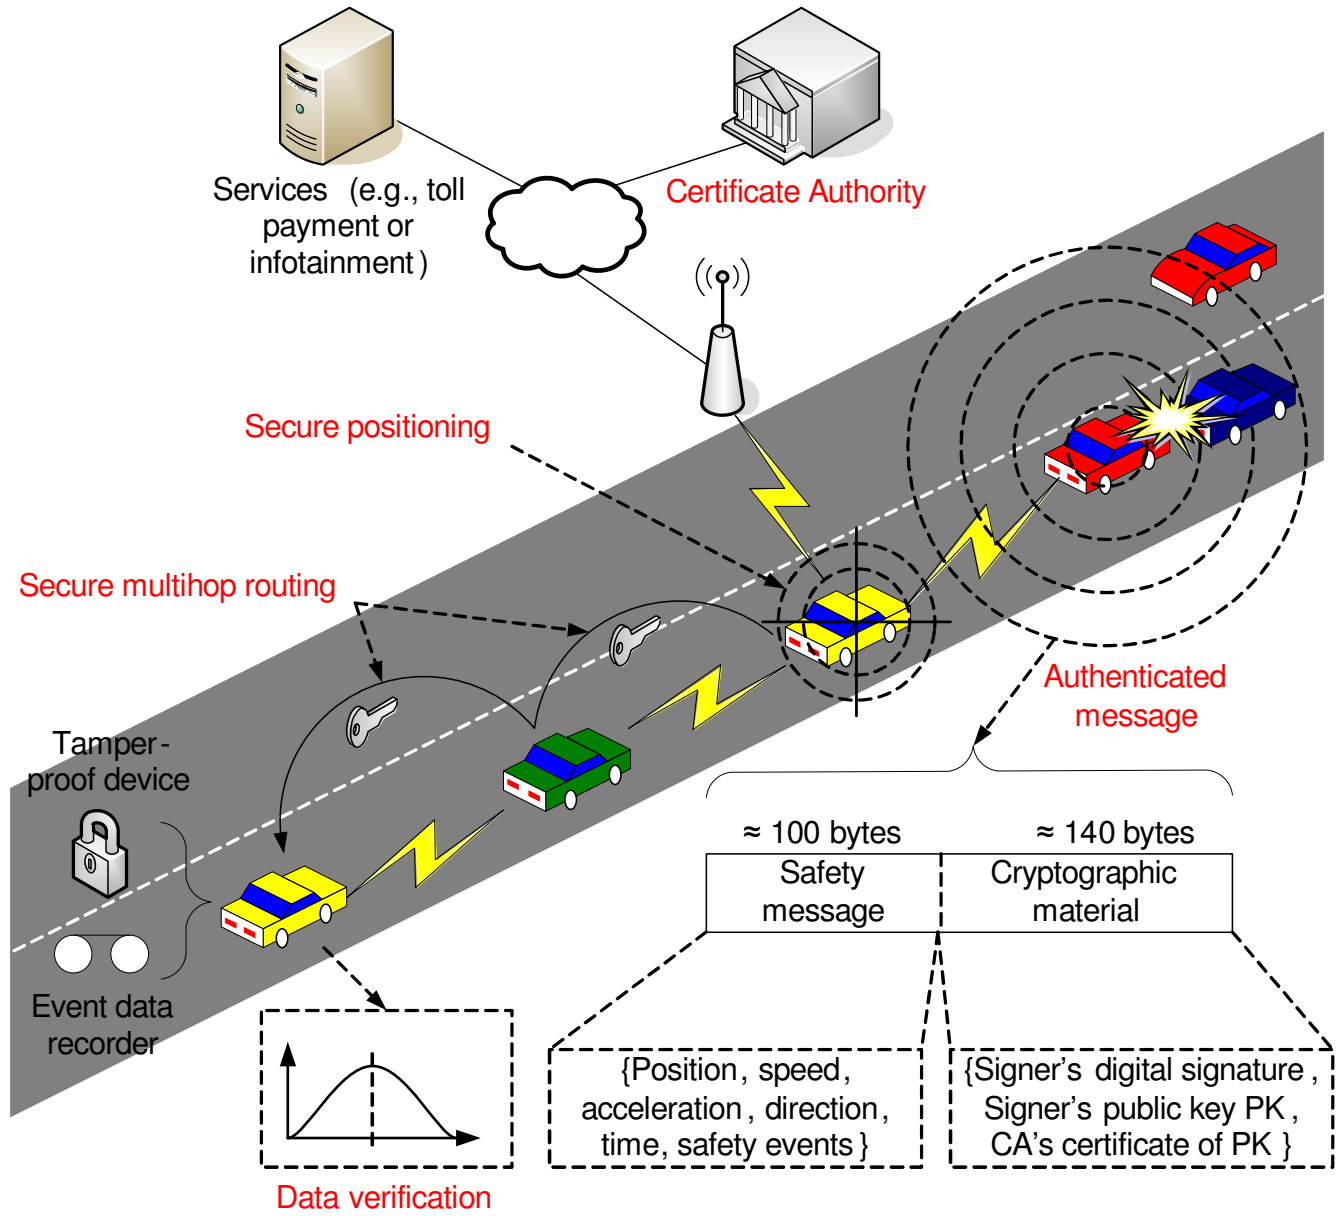 Services (e.g., toll
payment or
infotainment)
Certificate Authority
Secure positioning
Secure multihop routing
Authenticated
message
Tamper-
proof device
Event data
recorder
≈ 100 bytes
≈ 140 bytes
Safety
message
Cryptographic
material
{Position, speed,
acceleration, direction,
time, safety events}
{Signer's digital signature,
Signer's public key PK,
CA's certificate of PK}
Data verification